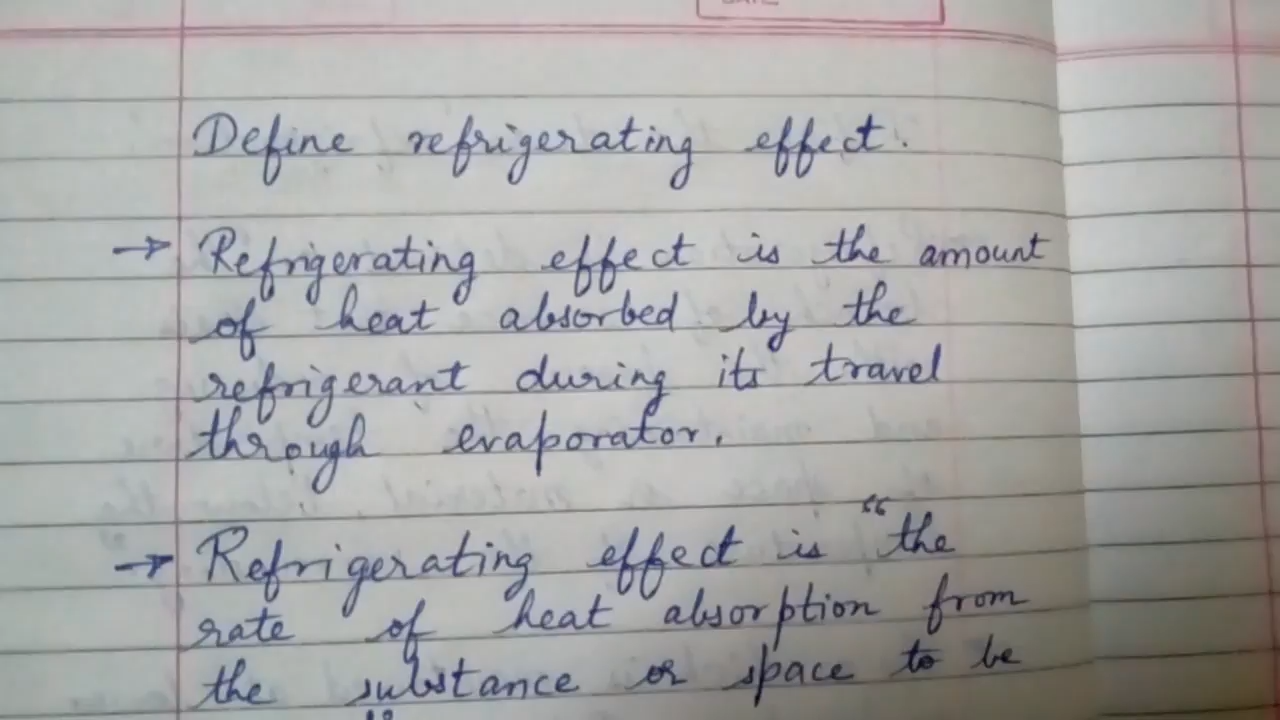 Define refrigerating effect.
→ Refrigerating effect is the amount
of heat absorbed by the
refrigerant during its travel
through evaporator.
→ Refrigerating effect is "the
rate of heat absorption from
the substance or space to be